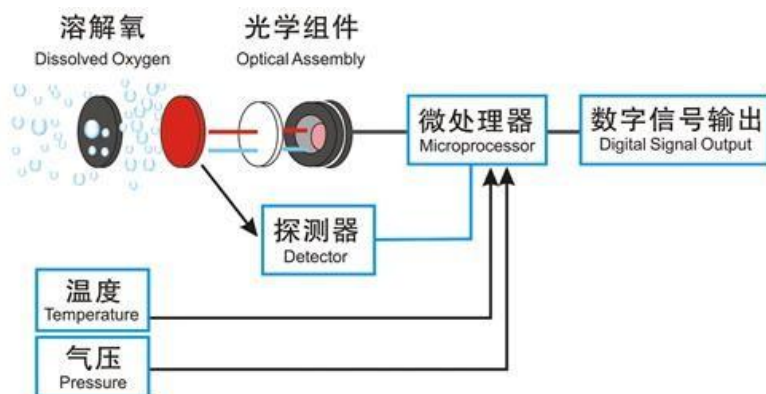 溶解氧
Dissolved Oxygen
光学组件
Optical Assembly
微处理器
Microprocessor
数字信号输出
Digital Signal Output
探测器
Detector
温度
Temperature
气压
Pressure